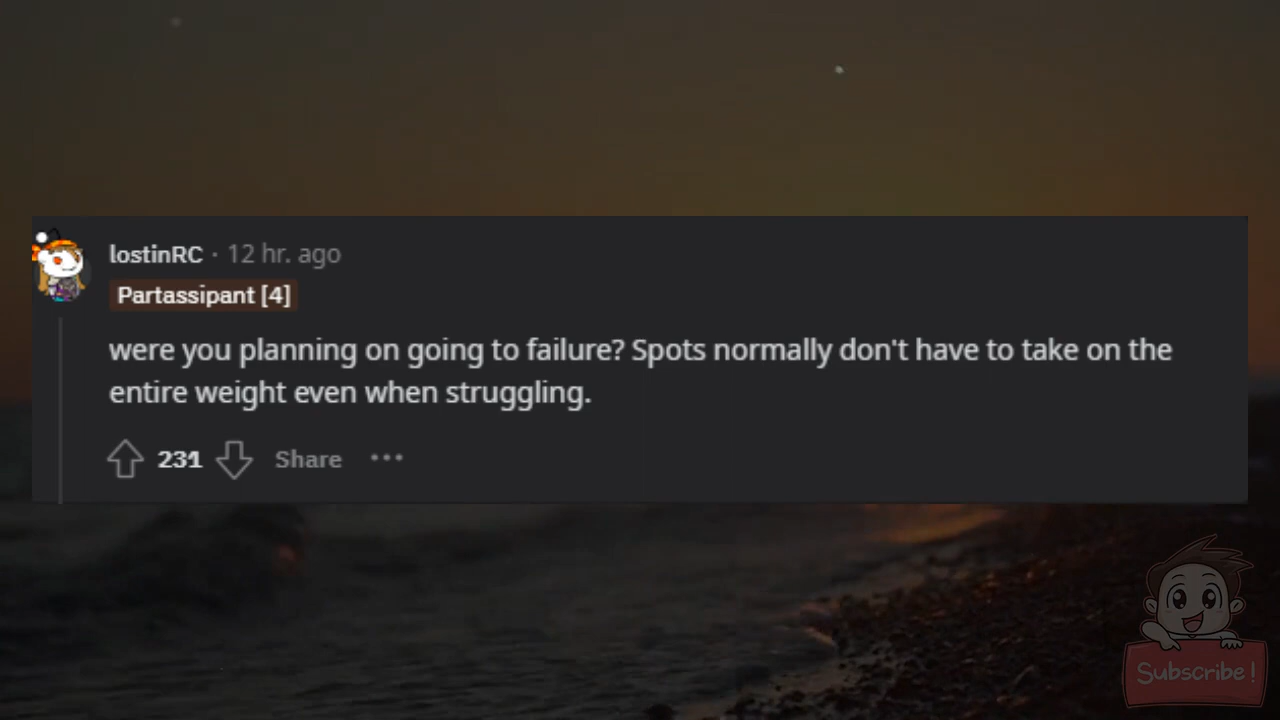 lostinRC · 12 hr. ago
Partassipant [4]
were you planning on going to failure? Spots normally don't have to take on the
entire weight even when struggling.
231 Share •••
Subscribe!